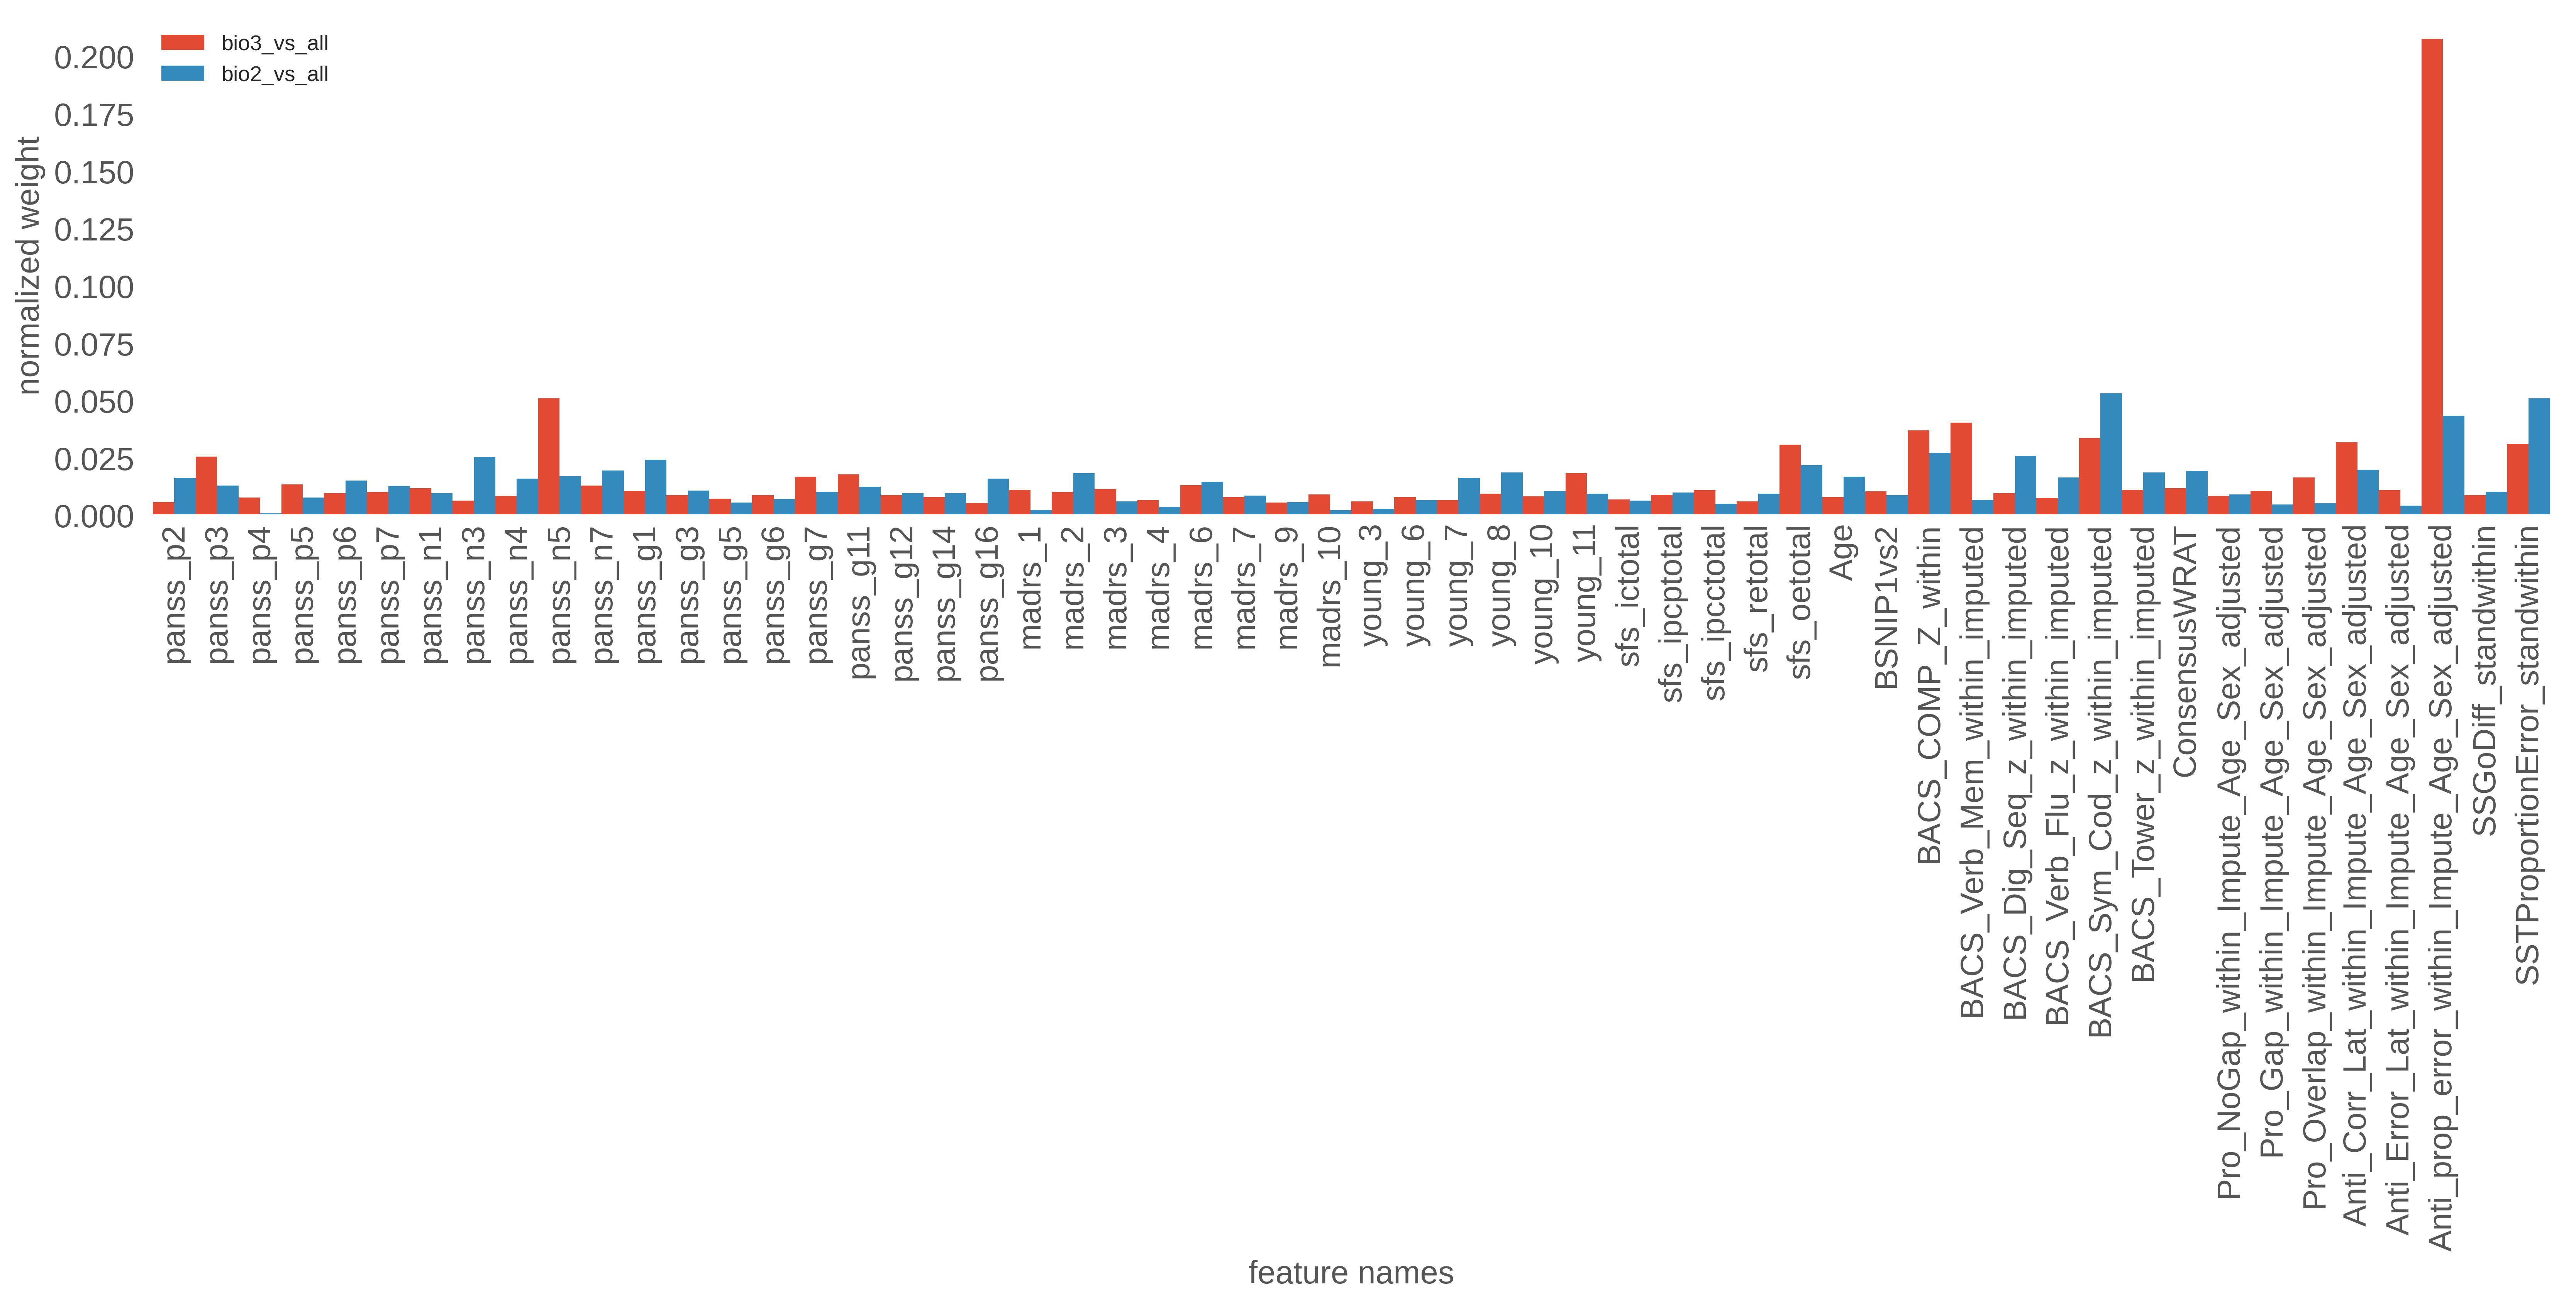 bio3_vs_all
bio2_vs_all
normalized weight
0.200
0.175
0.150
0.125
0.100
0.075
0.050
0.025
0.000
panss_p2
panss_p3
panss_p4
panss_p5
panss_p6
panss_p7
panss_n1
panss_n3
panss_n4
panss_n5
panss_n7
panss_g1
panss_g3
panss_g5
panss_g6
panss_g7
panss_g11
panss_g12
panss_g14
panss_g16
madrs_1
madrs_2
madrs_3
madrs_4
madrs_6
madrs_7
madrs_9
madrs_10
young_3
young_6
young_7
young_8
young_10
young_11
sfs_ictotal
sfs_ipcptotal
sfs_ipcctotal
sfs_retotal
sfs_oetotal
Age
BSNIP1vs2
BACS_COMP_Z_within
BACS_Verb_Mem_within_imputed
BACS_Dig_Seq_z_within_imputed
BACS_Verb_Flu_z_within_imputed
BACS_Sym_Cod_z_within_imputed
BACS_Tower_z_within_imputed
ConsensusWRAT
Pro_NoGap_within_Impute_Age_Sex_adjusted
Pro_Gap_within_Impute_Age_Sex_adjusted
Pro_Overlap_within_Impute_Age_Sex_adjusted
Anti_Corr_Lat_within_Impute_Age_Sex_adjusted
Anti_Error_Lat_within_Impute_Age_Sex_adjusted
Anti_prop_error_within_Impute_Age_Sex_adjusted
SSGoDiff_standwithin
SSTProportionError_standwithin
feature names